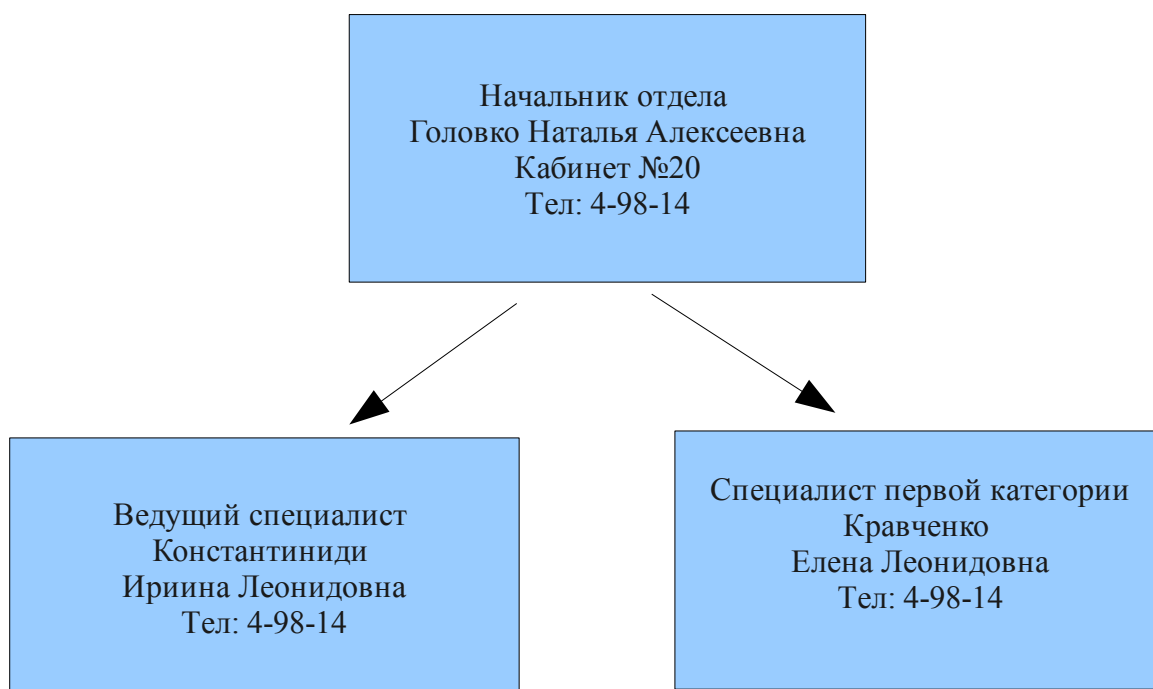 Начальник отдела
Головко Наталья Алексеевна
Кабинет №20
Тел: 4-98-14
Ведущий специалист
Константиниди
Ириина Леонидовна
Тел: 4-98-14
Специалист первой категории
Кравченко
Елена Леонидовна
Тел: 4-98-14